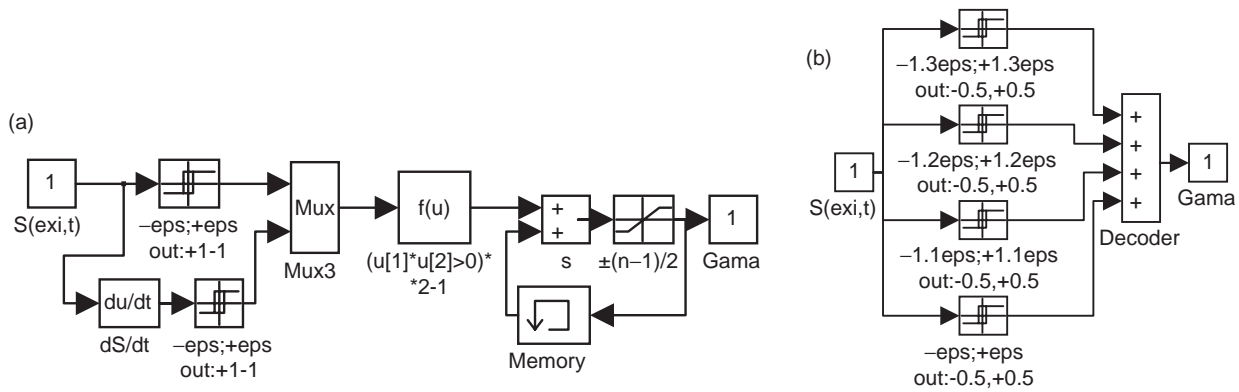 (a)
1
S(exi,t)
−eps;+eps
out:+1-1
du/dt
dS/dt
−eps;+eps
out:+1-1
Mux
Mux3
f(u)
(u[1]*u[2]>0)*
*2-1
+
+
s
±(n−1)/2
1
Gama
Memory
(b)
1
S(exi,t)
−1.3eps;+1.3eps
out:-0.5,+0.5
−1.2eps;+1.2eps
out:-0.5,+0.5
−1.1eps;+1.1eps
out:-0.5,+0.5
−eps;+eps
out:-0.5,+0.5
+
+
+
+
Decoder
1
Gama